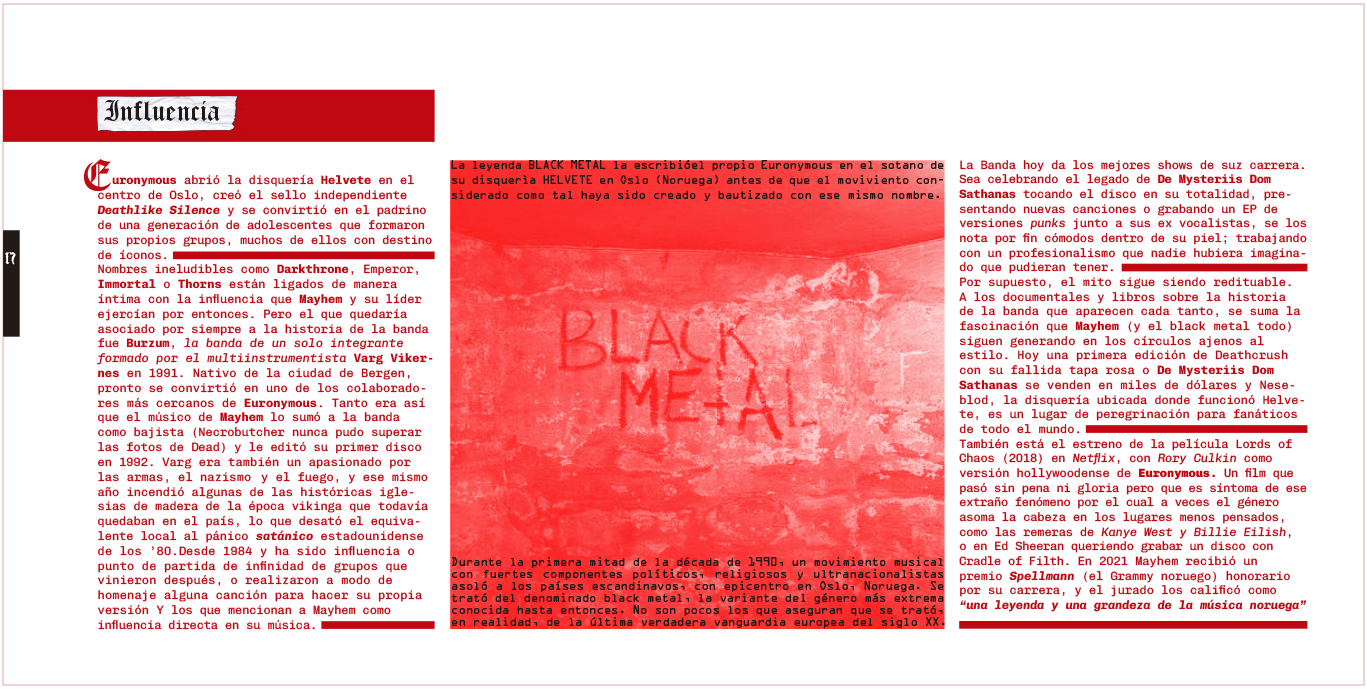 Influencia
Euronymous abrió la disquería Helvete en el
centro de Oslo, creó el sello independiente
Deathlike Silence y se convirtió en el padrino
de una generación de adolescentes que formaron
sus propios grupos, muchos de ellos con destino
de íconos.
Nombres ineludibles como Darkthrone, Emperor,
Immortal o Thorns están ligados de manera
íntima con la influencia que Mayhem y su líder
ejercían por entonces. Pero el que quedaría
asociado por siempre a la historia de la banda
fue Burzum, la banda de un solo integrante
formado por el multiinstrumentista Varg Viker-
nes en 1991. Nativo de la ciudad de Bergen,
pronto se convirtió en uno de los colaborado-
res más cercanos de Euronymous. Tanto era así
que el músico de Mayhem lo sumó a la banda
como bajista (Necrobutcher nunca pudo superar
las fotos de Dead) y le editó su primer disco
en 1992. Varg era también un apasionado por
las armas, el nazismo y el fuego, y ese mismo
año incendió algunas de las históricas igle-
sias de madera de la época vikinga que todavía
quedaban en el país, lo que desató el equiva-
lente local al pánico satánico estadounidense
de los '80.Desde 1984 y ha sido influencia o
punto de partida de infinidad de grupos que
vinieron después, o realizaron a modo de
homenaje alguna canción para hacer su propia
versión Y los que mencionan a Mayhem como
influencia directa en su música.
17
La leyenda BLACK METAL la escribióel propio Euronymous en el sotano de
su disquería HELVETE en Oslo (Noruega) antes de que el moviviento con-
siderado como tal haya sido creado y bautizado con ese mismo nombre.
BLACK
METAL
F
Durante la primera mitad de la década de 1990, un movimiento musical
con fuertes componentes políticos, religiosos y ultranacionalistas
asoló a los países escandinavos, con epicentro en Oslo, Noruega. Se
trató del denominado black metal, la variante del género más extrema
conocida hasta entonces. No son pocos los que aseguran que se trató,
en realidad, de la última verdadera vanguardia europea del siglo XX.
La Banda hoy da los mejores shows de suz carrera.
Sea celebrando el legado de De Mysteriis Dom
Sathanas tocando el disco en su totalidad, pre-
sentando nuevas canciones o grabando un EP de
versiones punks junto a sus ex vocalistas, se los
nota por fin cómodos dentro de su piel; trabajando
con un profesionalismo que nadie hubiera imagina-
do que pudieran tener.
Por supuesto, el mito sigue siendo redituable.
A los documentales y libros sobre la historia
de la banda que aparecen cada tanto, se suma la
fascinación que Mayhem (y el black metal todo)
siguen generando en los círculos ajenos al
estilo. Hoy una primera edición de Deathcrush
con su fallida tapa rosa o De Mysteriis Dom
Sathanas se venden en miles de dólares y Nese-
blod, la disquería ubicada donde funcionó Helve-
te, es un lugar de peregrinación para fanáticos
de todo el mundo.
También está el estreno de la película Lords of
Chaos (2018) en Netflix, con Rory Culkin como
versión hollywoodense de Euronymous. Un film que
pasó sin pena ni gloria pero que es síntoma de ese
extraño fenómeno por el cual a veces el género
asoma la cabeza en los lugares menos pensados,
como las remeras de Kanye West y Billie Eilish,
o en Ed Sheeran queriendo grabar un disco con
Cradle of Filth. En 2021 Mayhem recibió un
premio Spellmann (el Grammy noruego) honorario
por su carrera, y el jurado los calificó como
“una leyenda y una grandeza de la música noruega”